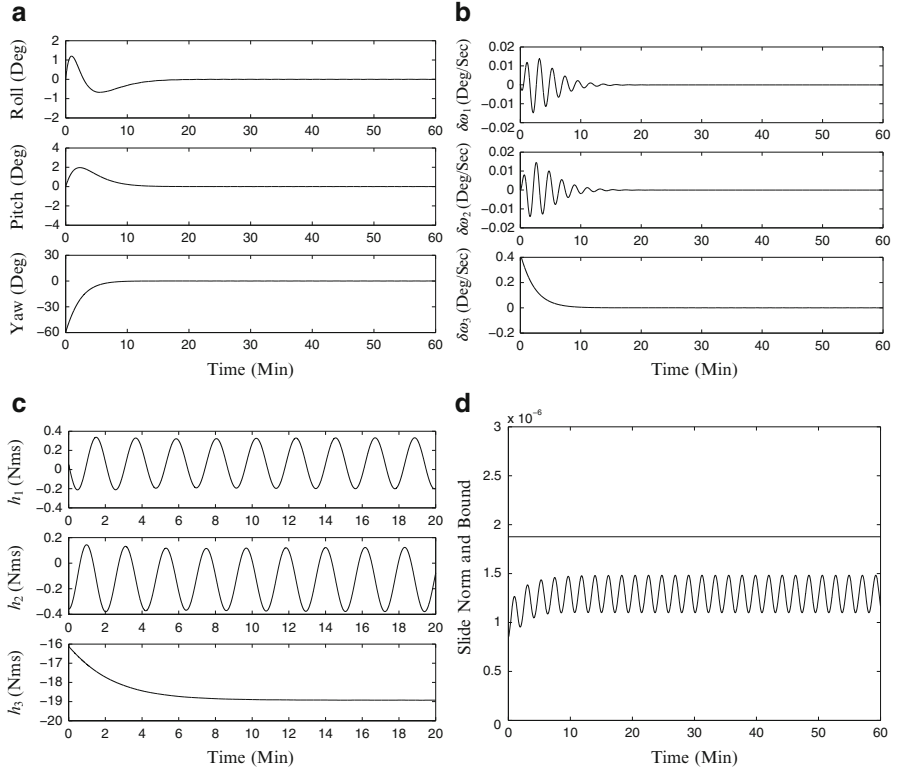 a
2
1
0
−1
−2
Roll (Deg)
0 10 20 30 40 50 60
4
2
0
−2
−4
Pitch (Deg)
0 10 20 30 40 50 60
30
0
−30
−60
Yaw (Deg)
0 10 20 30 40 50 60
Time (Min)
b
0.02
0.01
0
−0.01
−0.02
δω1 (Deg/Sec)
0 10 20 30 40 50 60
0.02
0.01
0
−0.01
−0.02
δω2 (Deg/Sec)
0 10 20 30 40 50 60
0.4
0.2
0
−0.2
δω3 (Deg/Sec)
0 10 20 30 40 50 60
Time (Min)
c
0.4
0.2
0
−0.2
−0.4
h1 (Nms)
0 2 4 6 8 10 12 14 16 18 20
0.2
0
−0.2
−0.4
h2 (Nms)
0 2 4 6 8 10 12 14 16 18 20
−16
−17
−18
−19
−20
h3 (Nms)
0 2 4 6 8 10 12 14 16 18 20
Time (Min)
d
x 10−6
3
2.5
2
1.5
1
0.5
0
Slide Norm and Bound
0 10 20 30 40 50 60
Time (Min)